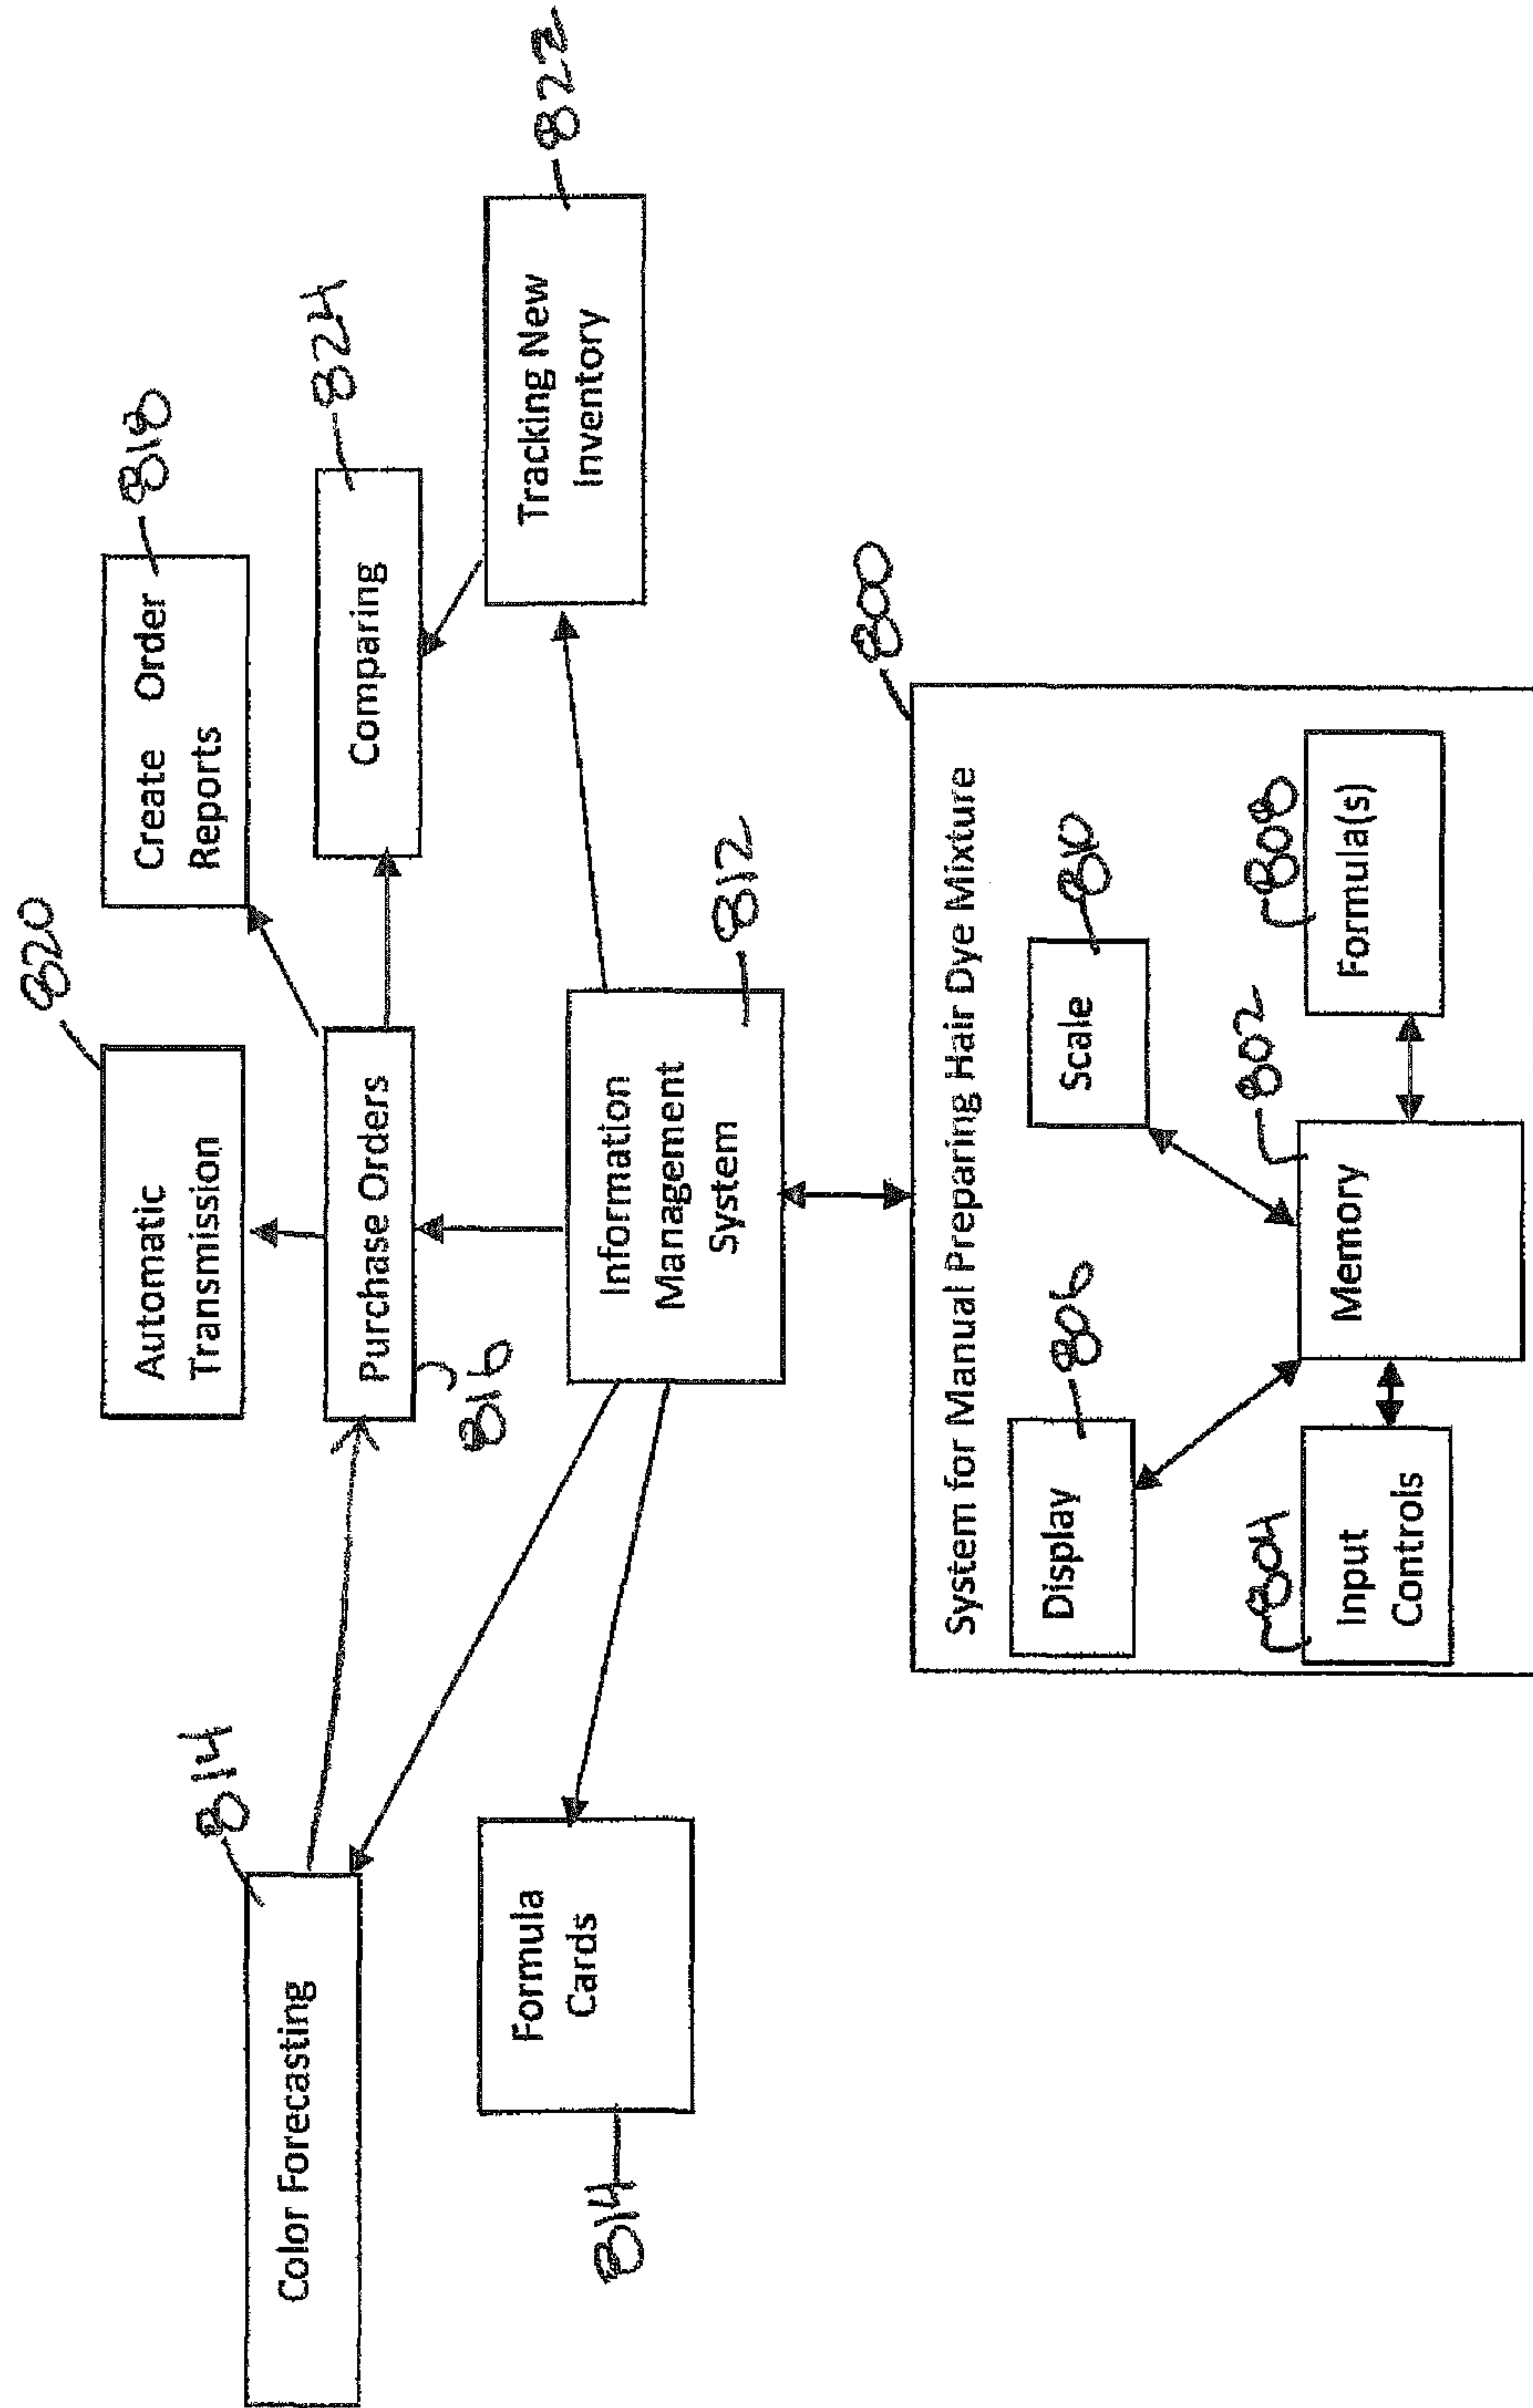 820
818
Automatic
Transmission
Create Order
Reports
814
824
Color Forecasting
Purchase Orders
Comparing
816
822
Formula
Cards
Information
Management
System
Tracking New
Inventory
814
812
800
System for Manual Preparing Hair Dye Mixture
806
810
Display
Scale
804
802
808
Input
Controls
Memory
Formula(s)